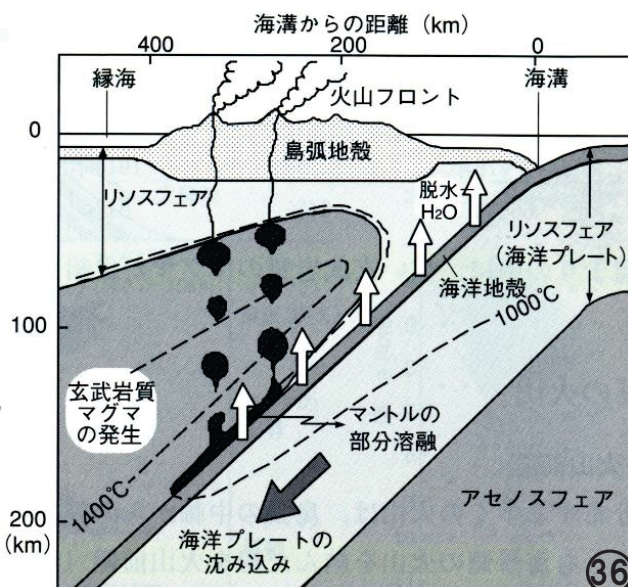 海溝からの距離 (km)
400
200
0
縁海
海溝
火山フロント
0
島弧地殻
リソスフェア
脱水
H2O
リソスフェア
(海洋プレート)
海洋地殻
100
1000℃
玄武岩質
マグマ
の発生
マントルの
部分溶融
1400℃
アセノスフェア
200
(km)
海洋プレートの
沈み込み
㊱